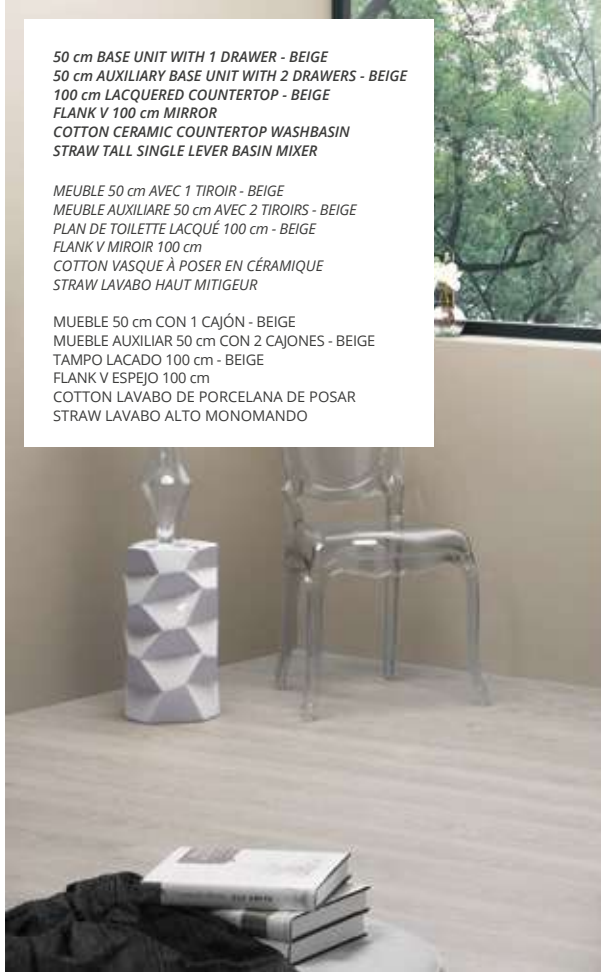 50 cm BASE UNIT WITH 1 DRAWER - BEIGE
50 cm AUXILIARY BASE UNIT WITH 2 DRAWERS - BEIGE
100 cm LACQUERED COUNTERTOP - BEIGE
FLANK V 100 cm MIRROR
COTTON CERAMIC COUNTERTOP WASHBASIN
STRAW TALL SINGLE LEVER BASIN MIXER
MEUBLE 50 cm AVEC 1 TIROIR - BEIGE
MEUBLE AUXILIARE 50 cm AVEC 2 TIROIRS - BEIGE
PLAN DE TOILETTE LACQUÉ 100 cm - BEIGE
FLANK V MIROIR 100 cm
COTTON VASQUE À POSER EN CÉRAMIQUE
STRAW LAVABO HAUT MITIGEUR
MUEBLE 50 cm CON 1 CAJÓN - BEIGE
MUEBLE AUXILIAR 50 cm CON 2 CAJONES - BEIGE
TAMPO LACADO 100 cm - BEIGE
FLANK V ESPEJO 100 cm
COTTON LAVABO DE PORCELANA DE POSAR
STRAW LAVABO ALTO MONOMANDO